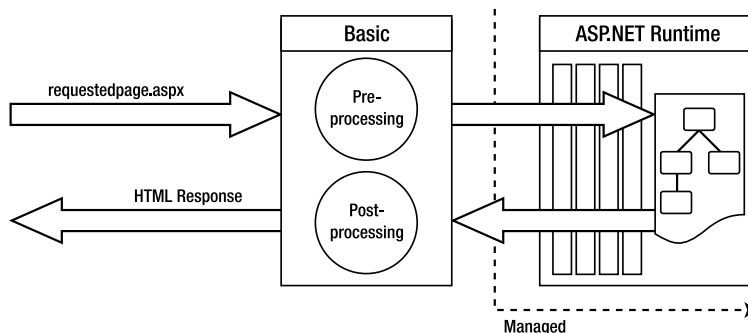 Basic
ASP.NET Runtime
requestedpage.aspx
Pre-
processing
HTML Response
Post-
processing
Managed